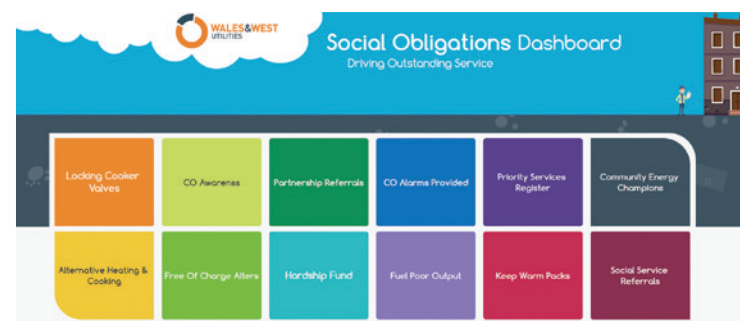 WALES&WEST
UTILITIES
Social Obligations Dashboard
Driving Outstanding Service
Locking Cooker
Valves
CO Awarenss
Partnership Referrals
CO Alarms Provided
Priority Services
Register
Community Energy
Champions
Alternative Heating &
Cooking
Free Of Charge Alters
Hardship Fund
Fuel Poor Output
Keep Warm Packs
Social Service
Referrals